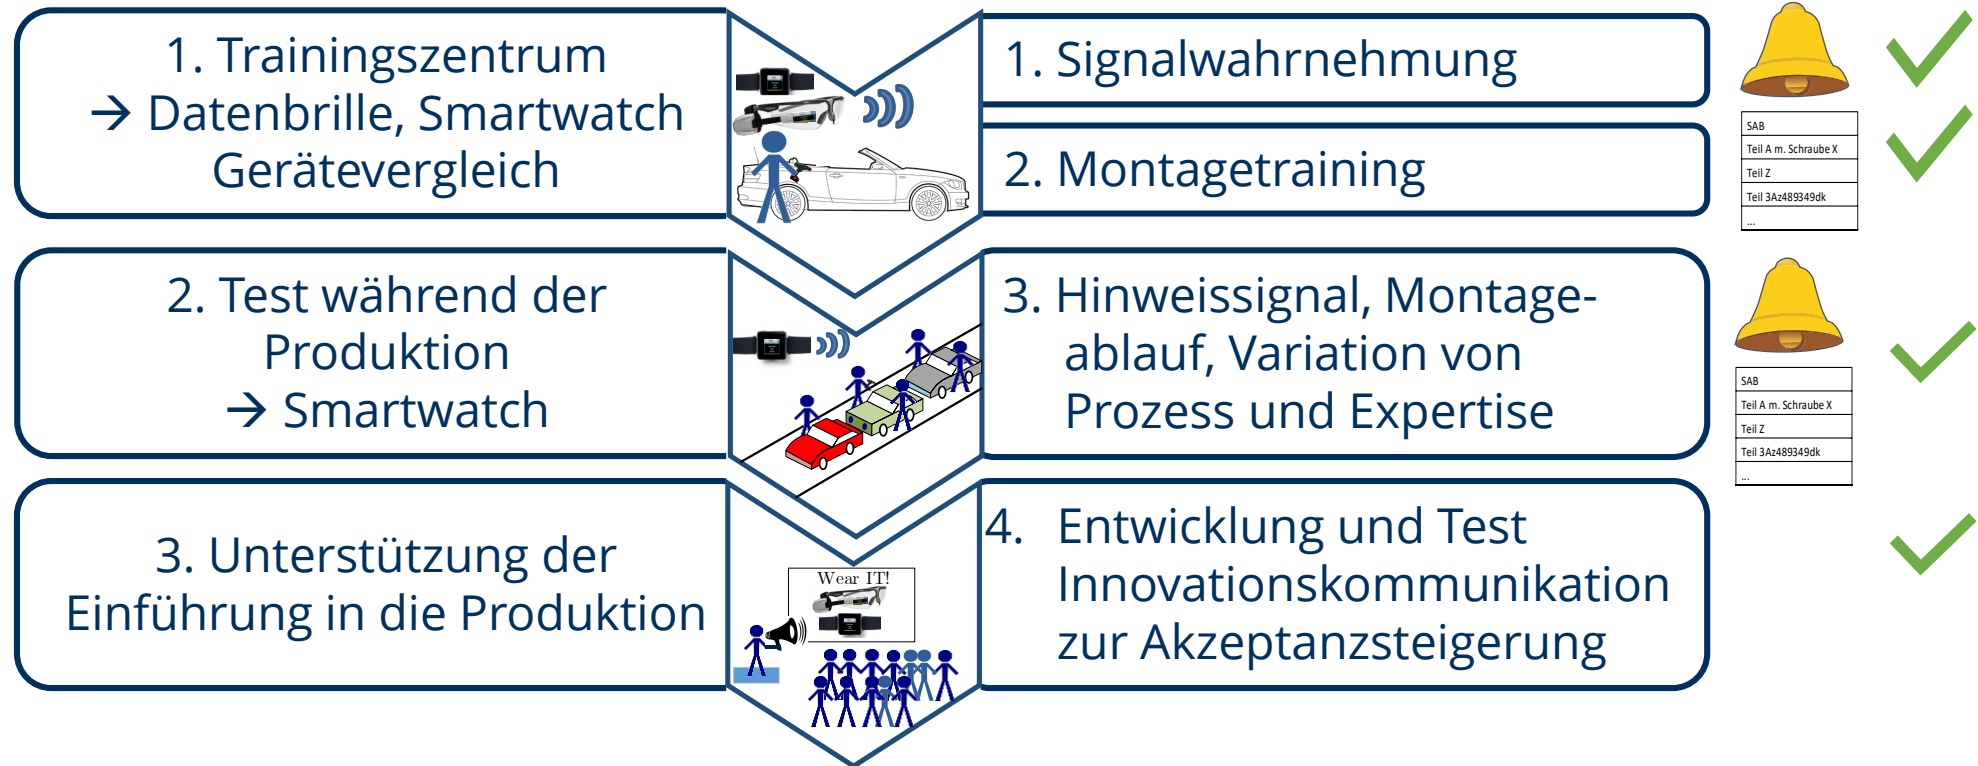 1. Trainingszentrum
→ Datenbrille, Smartwatch
Gerätevergleich
1. Signalwahrnehmung
2. Montagetraining
SAB
Teil A m. Schraube X
Teil Z
Teil 3Az489349dk
...
2. Test während der
Produktion
→ Smartwatch
3. Hinweissignal, Montage-
ablauf, Variation von
Prozess und Expertise
SAB
Teil A m. Schraube X
Teil Z
Teil 3Az489349dk
...
3. Unterstützung der
Einführung in die Produktion
Wear IT!
4. Entwicklung und Test
Innovationskommunikation
zur Akzeptanzsteigerung